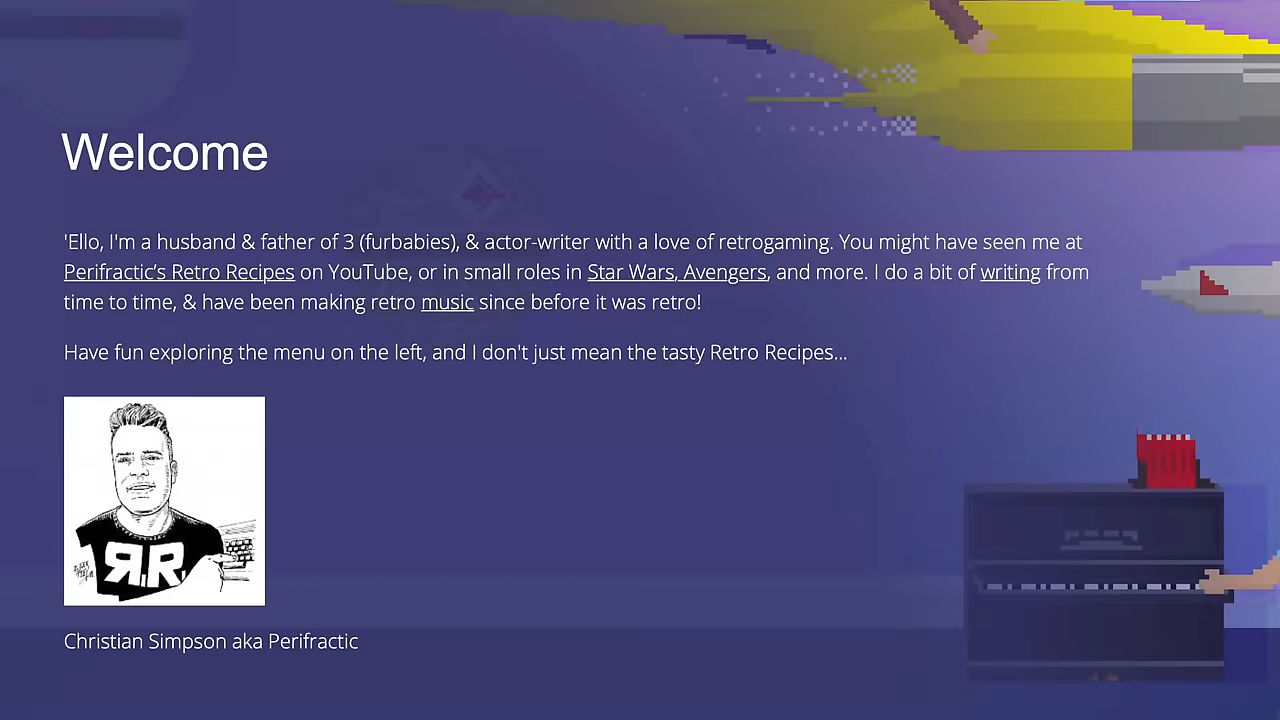 Welcome
'Ello, I'm a husband & father of 3 (furbabies), & actor-writer with a love of retrogaming. You might have seen me at
Perifractic's Retro Recipes on YouTube, or in small roles in Star Wars, Avengers, and more. I do a bit of writing from
time to time, & have been making retro music since before it was retro!
Have fun exploring the menu on the left, and I don't just mean the tasty Retro Recipes...
ЯR.
Christian Simpson aka Perifractic